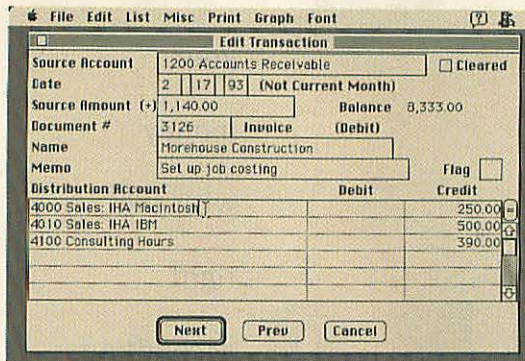 File Edit List Misc Print Graph Font
Edit Transaction
Source Account 1200 Accounts Receivable Cleared
Date 2 17 93 (Not Current Month)
Source Amount (+) 1,140.00 Balance 8,333.00
Document # 3126 Invoice (Debit)
Name Morehouse Construction
Memo Set up job costing Flag
Distribution Account Debit Credit
4000 Sales: IHA Macintosh 250.00
4010 Sales: IHA IBM 500.00
4100 Consulting Hours 390.00
Next Prev Cancel